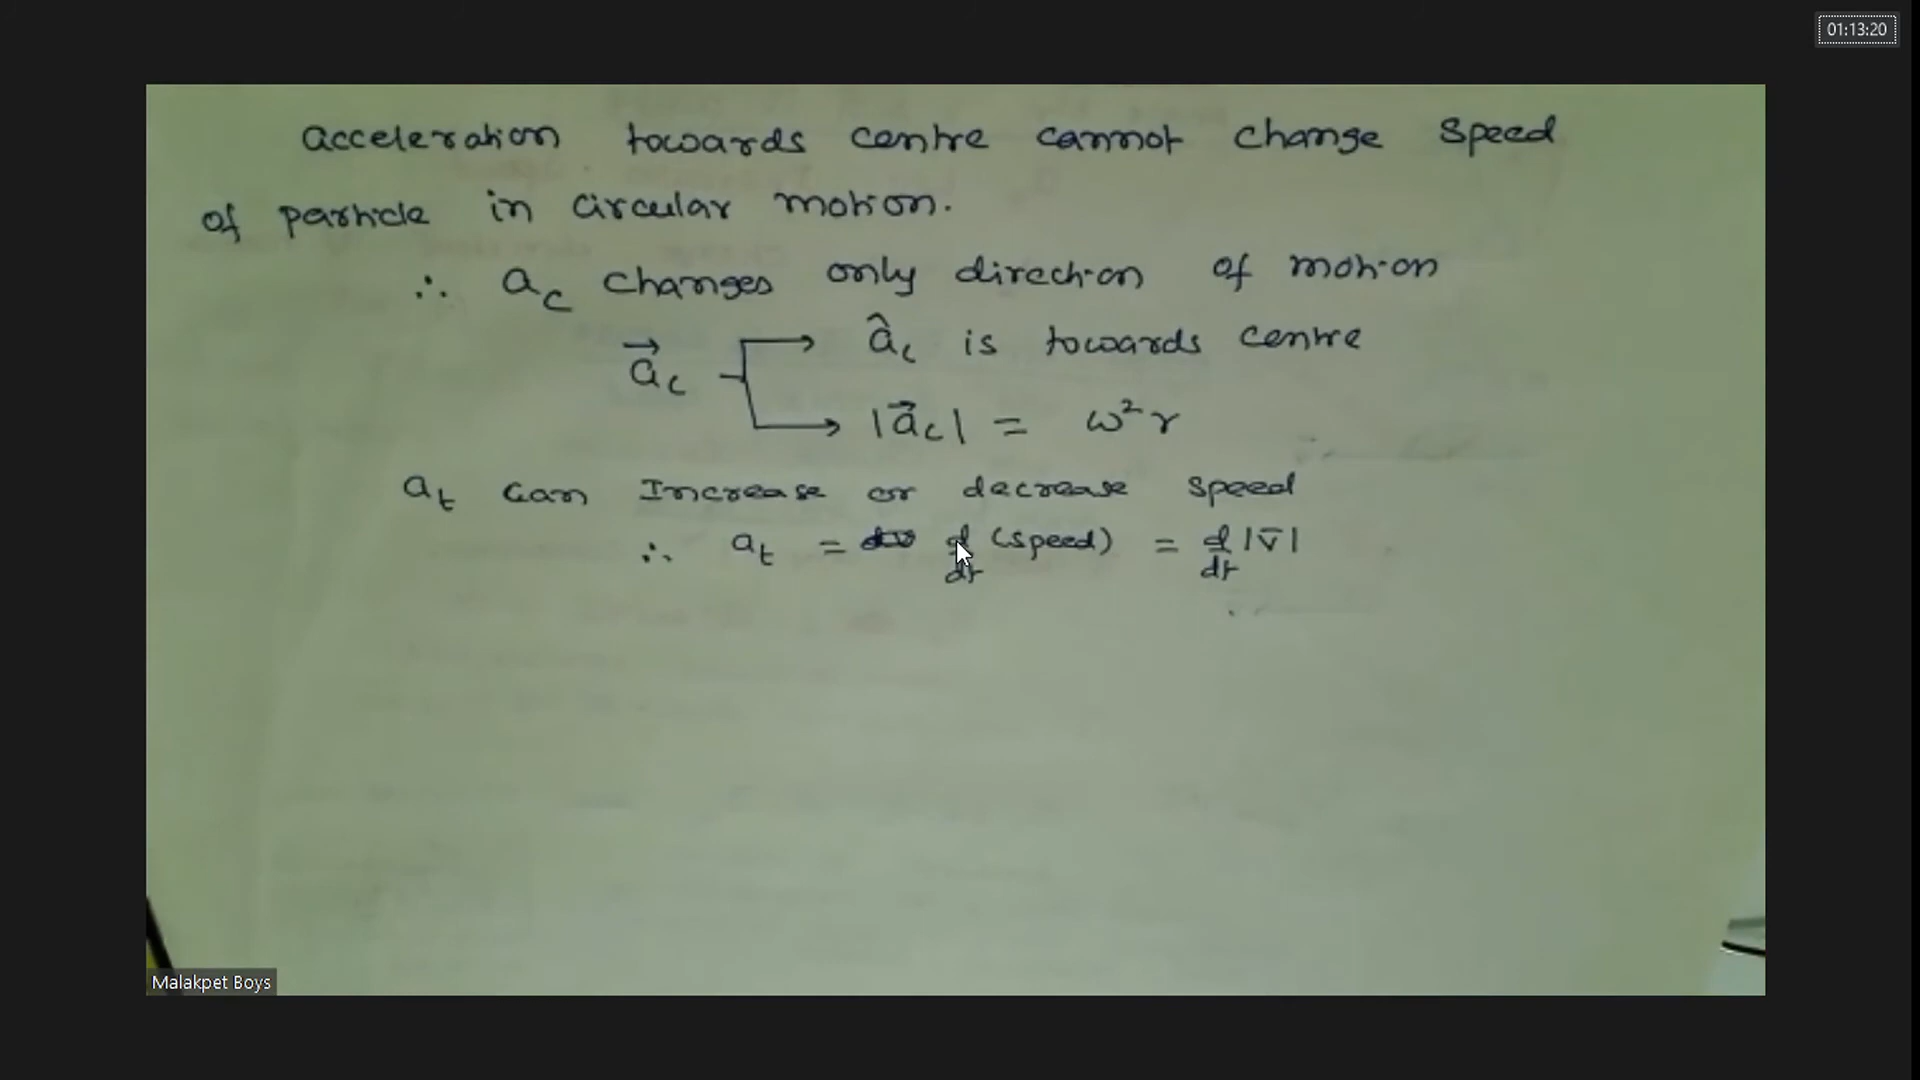 01:13:20
acceleration towards centre cannot change speed
of particle in circular motion.
∴ a_c changes only direction of motion
â_c is towards centre
a⃗_c
|a⃗_c| = ω²r
a_t can Increase or decrease speed
∴ a_t = d/dt (speed) = d/dt |v̄|
Malakpet Boys